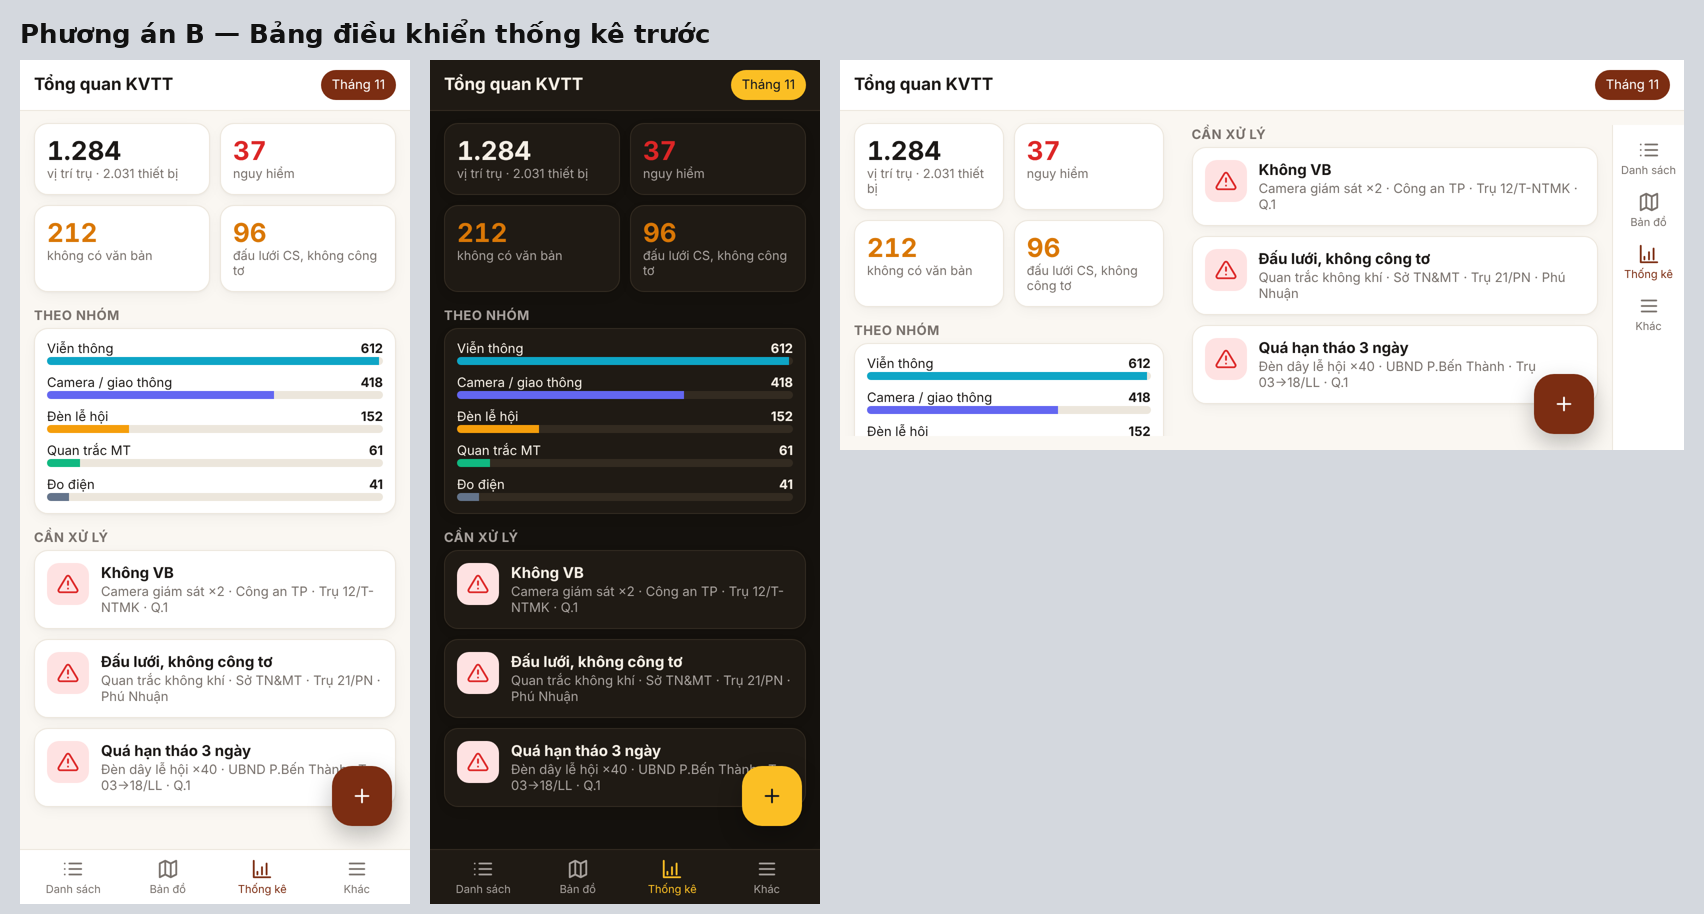 Phương án B — Bảng điều khiển thống kê trước
Tổng quan KVTT
Tháng 11
1.284
vị trí trụ · 2.031 thiết bị
37
nguy hiểm
212
không có văn bản
96
đấu lưới CS, không công
tơ
THEO NHÓM
Viễn thông 612
Camera / giao thông 418
Đèn lễ hội 152
Quan trắc MT 61
Đo điện 41
CẦN XỬ LÝ
Không VB
Camera giám sát ×2 · Công an TP · Trụ 12/T-
NTMK · Q.1
Đấu lưới, không công tơ
Quan trắc không khí · Sở TN&MT · Trụ 21/PN ·
Phú Nhuận
Quá hạn tháo 3 ngày
Đèn dây lễ hội ×40 · UBND P.Bến Thành
03→18/LL · Q.1
+
Danh sách
Bản đồ
Thống kê
Khác
Tổng quan KVTT
Tháng 11
1.284
vị trí trụ · 2.031 thiết bị
37
nguy hiểm
212
không có văn bản
96
đấu lưới CS, không công
tơ
THEO NHÓM
Viễn thông 612
Camera / giao thông 418
Đèn lễ hội 152
Quan trắc MT 61
Đo điện 41
CẦN XỬ LÝ
Không VB
Camera giám sát ×2 · Công an TP · Trụ 12/T-
NTMK · Q.1
Đấu lưới, không công tơ
Quan trắc không khí · Sở TN&MT · Trụ 21/PN ·
Phú Nhuận
Quá hạn tháo 3 ngày
Đèn dây lễ hội ×40 · UBND P.Bến Thành
03→18/LL · Q.1
+
Danh sách
Bản đồ
Thống kê
Khác
Tổng quan KVTT
Tháng 11
1.284
vị trí trụ · 2.031 thiết
bị
37
nguy hiểm
212
không có văn bản
96
đấu lưới CS, không
công tơ
THEO NHÓM
Viễn thông 612
Camera / giao thông 418
Đèn lễ hội 152
CẦN XỬ LÝ
Không VB
Camera giám sát ×2 · Công an TP · Trụ 12/T-NTMK ·
Q.1
Đấu lưới, không công tơ
Quan trắc không khí · Sở TN&MT · Trụ 21/PN · Phú
Nhuận
Quá hạn tháo 3 ngày
Đèn dây lễ hội ×40 · UBND P.Bến Thành · Trụ
03→18/LL · Q.1
+
Danh sách
Bản đồ
Thống kê
Khác